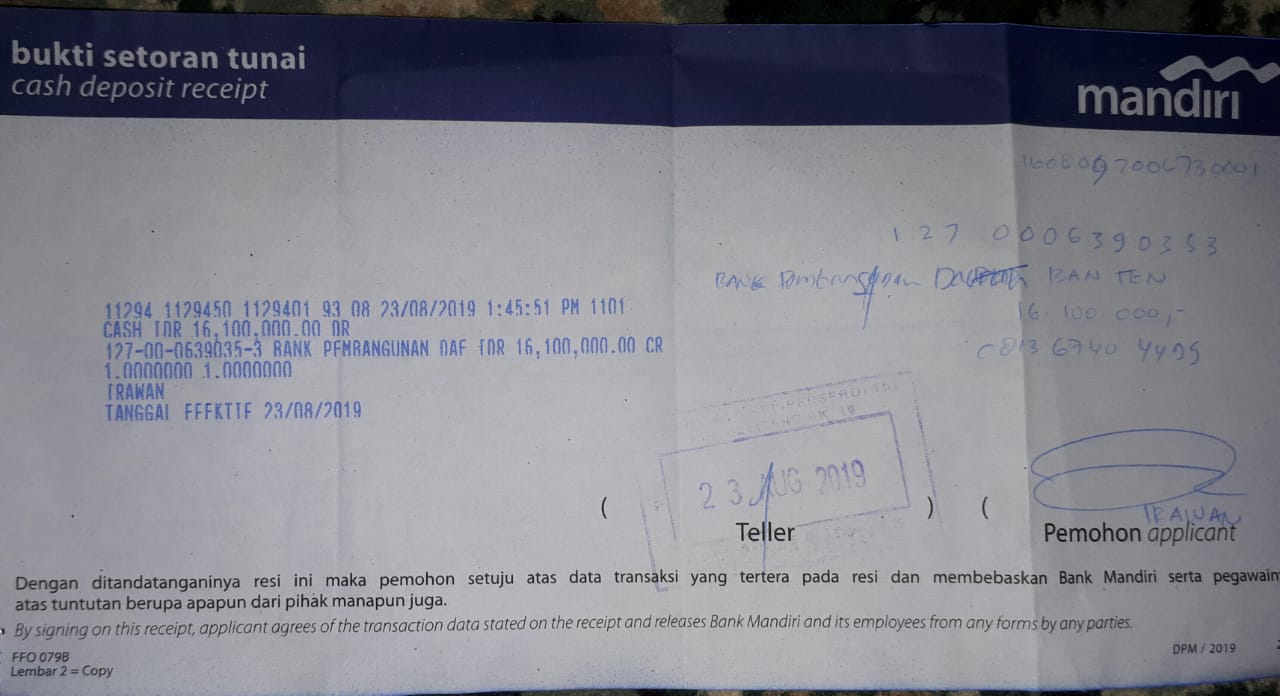 bukti setoran tunai
cash deposit receipt
mandiri
127 0006390353
BANK BANTEN
16.100 000,-
11294 1129450 1129401 93 08 23/08/2019 1:45:51 PM 1101
CASH IDR 16,100,000.00 DR
127-00-0639035-3 BANK PEMBANGUNAN DAE IDR 16,100,000.00 CR
1.0000000 1.0000000
IRAWAN
TANGGAL EFEKTIF 23/08/2019
23 AUG 2019
( ) (
Teller
IRAWAN
Pemohon applicant
Dengan ditandatanganinya resi ini maka pemohon setuju atas data transaksi yang tertera pada resi dan membebaskan Bank Mandiri serta pegawain
atas tuntutan berupa apapun dari pihak manapun juga.
By signing on this receipt, applicant agrees of the transaction data stated on the receipt and releases Bank Mandiri and its employees from any forms by any parties.
FFO 079B
DPM / 2019
Lembar 2 = Copy